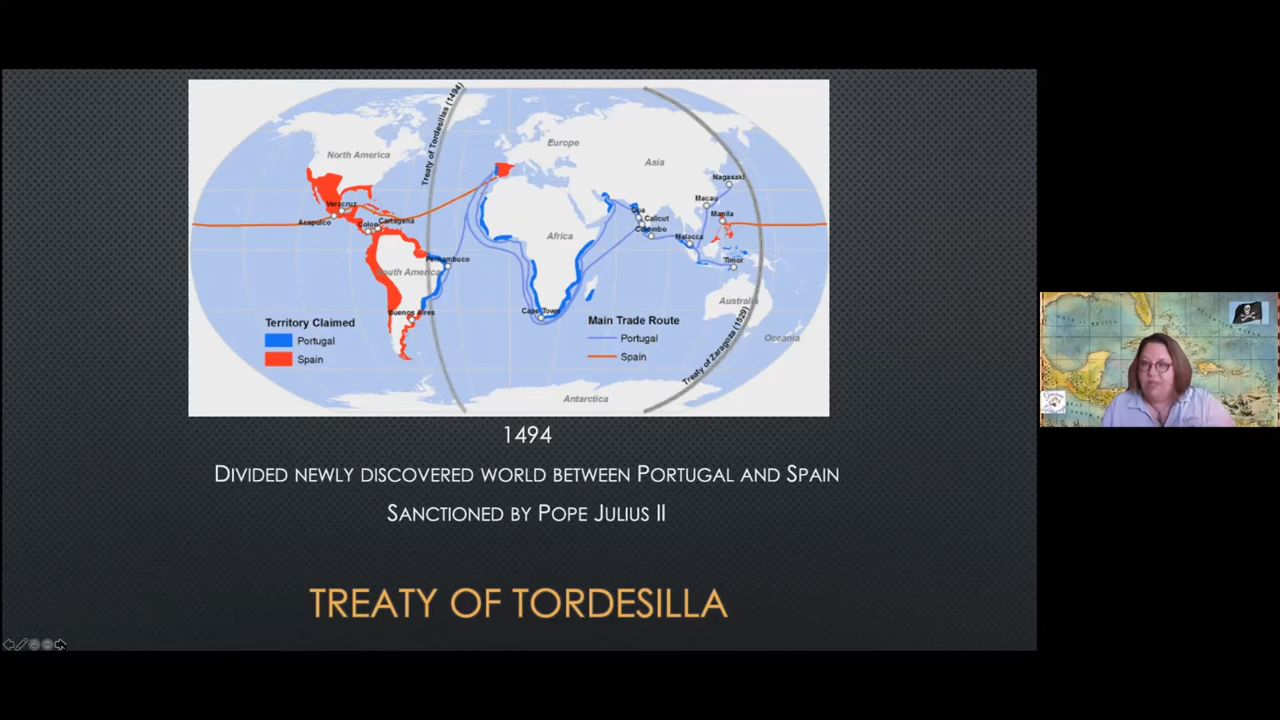 Treaty of Tordesillas (1494)
Europe
North America
Asia
Nagasaki
Veracruz
Macau
Goa
Manila
Acapulco
Colon
Cartagena
Calicut
Colombo
Africa
Malacca
Pernambuco
Timor
South America
Australia
Buenos Aires
Cape Town
Treaty of Zaragoza (1529)
Oceania
Territory Claimed
Portugal
Spain
Main Trade Route
Portugal
Spain
Antarctica
1494
DIVIDED NEWLY DISCOVERED WORLD BETWEEN PORTUGAL AND SPAIN
SANCTIONED BY POPE JULIUS II
TREATY OF TORDESILLA